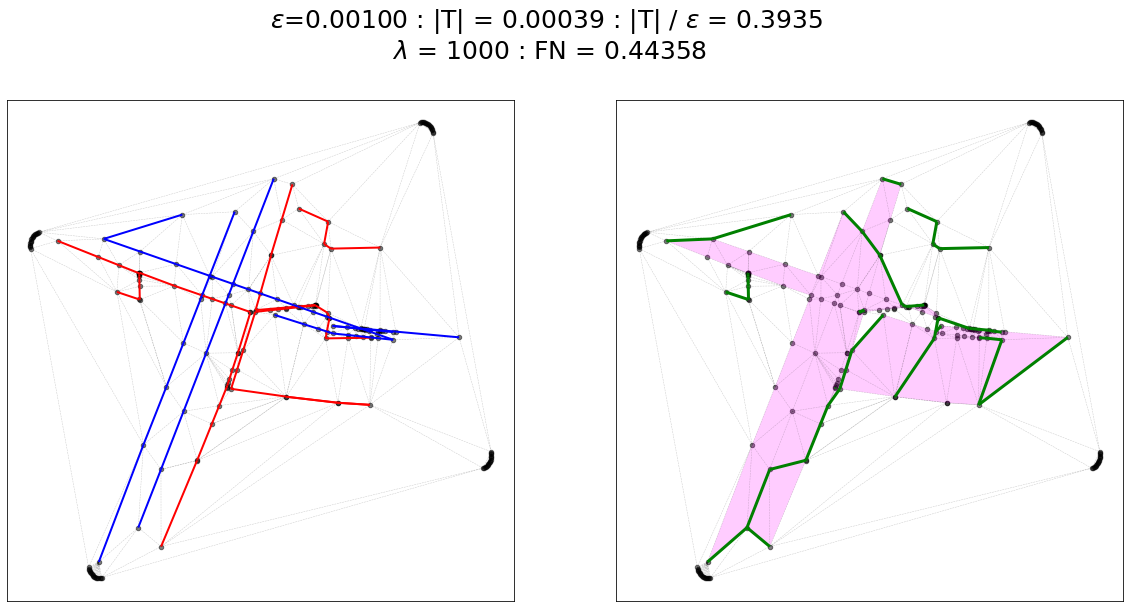 ε=0.00100 : |T| = 0.00039 : |T| / ε = 0.3935
λ = 1000 : FN = 0.44358